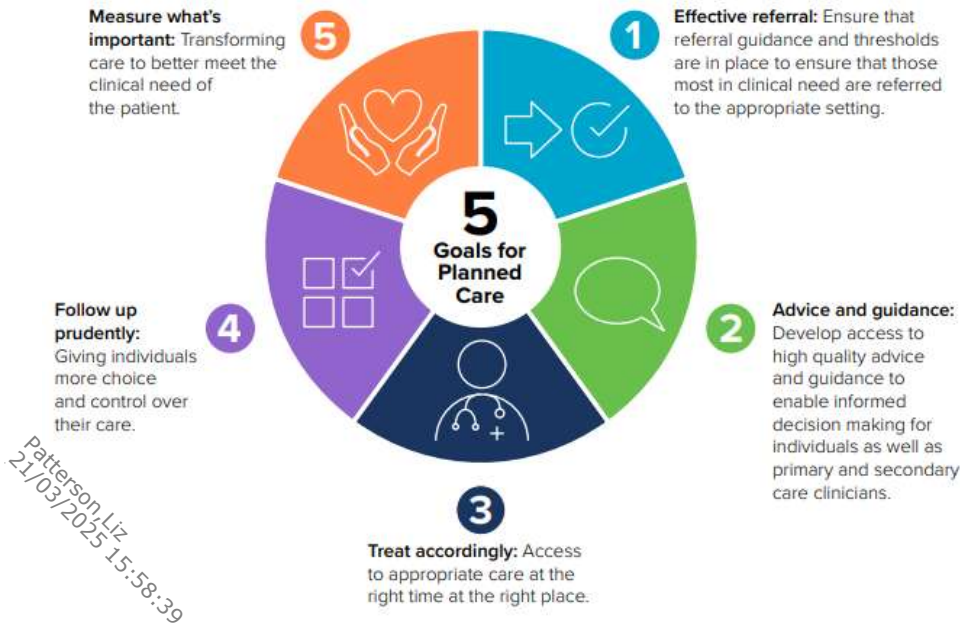 5
Goals for
Planned
Care
1
Effective referral: Ensure that
referral guidance and thresholds
are in place to ensure that those
most in clinical need are referred
to the appropriate setting.
2
Advice and guidance:
Develop access to
high quality advice
and guidance to
enable informed
decision making for
individuals as well as
primary and secondary
care clinicians.
3
Treat accordingly: Access
to appropriate care at the
right time at the right place.
4
Follow up
prudently:
Giving individuals
more choice
and control over
their care.
5
Measure what's
important: Transforming
care to better meet the
clinical need of
the patient.
Patterson,Liz
21/03/2025 15:58:39